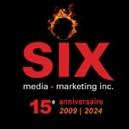 SIX
media + marketing inc.
15e anniversaire
2009 | 2024